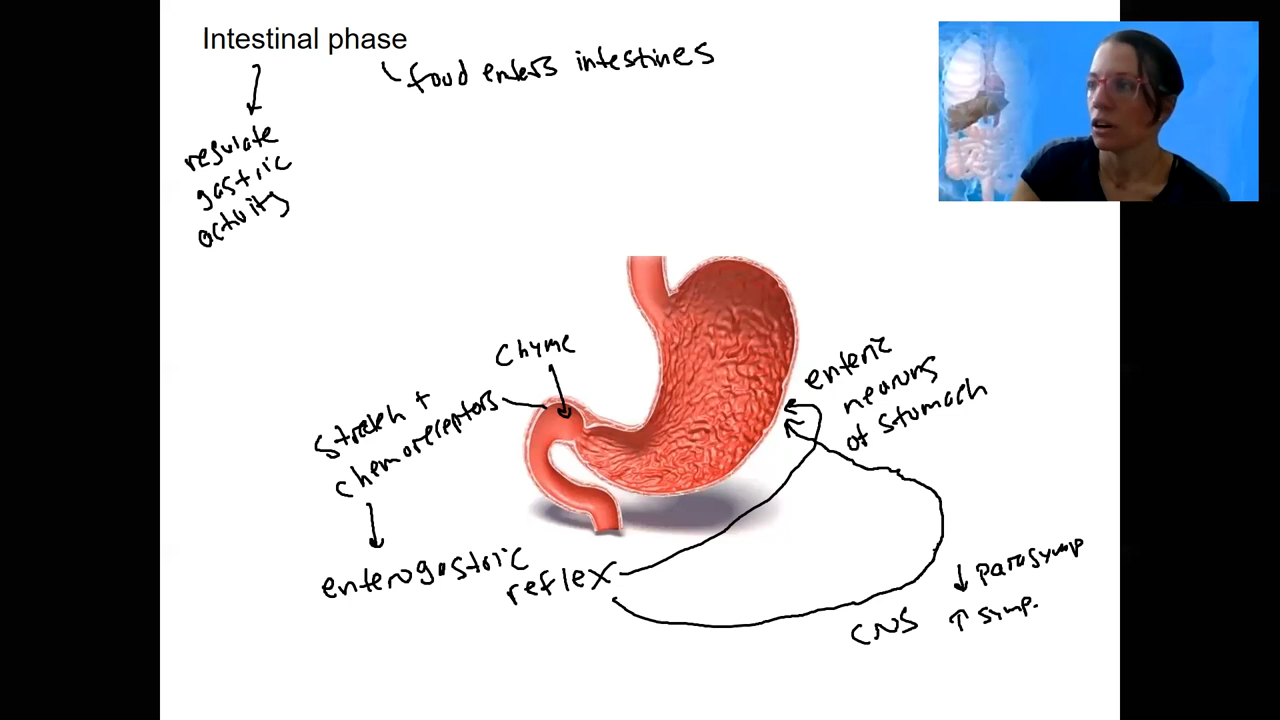 Intestinal phase
food enters intestines
regulate
gastric
activity
chyme
stretch +
chemoreceptors
enteric
neurons
of stomach
enterogastric
reflex
↓ parasymp
CNS ↑ symp.